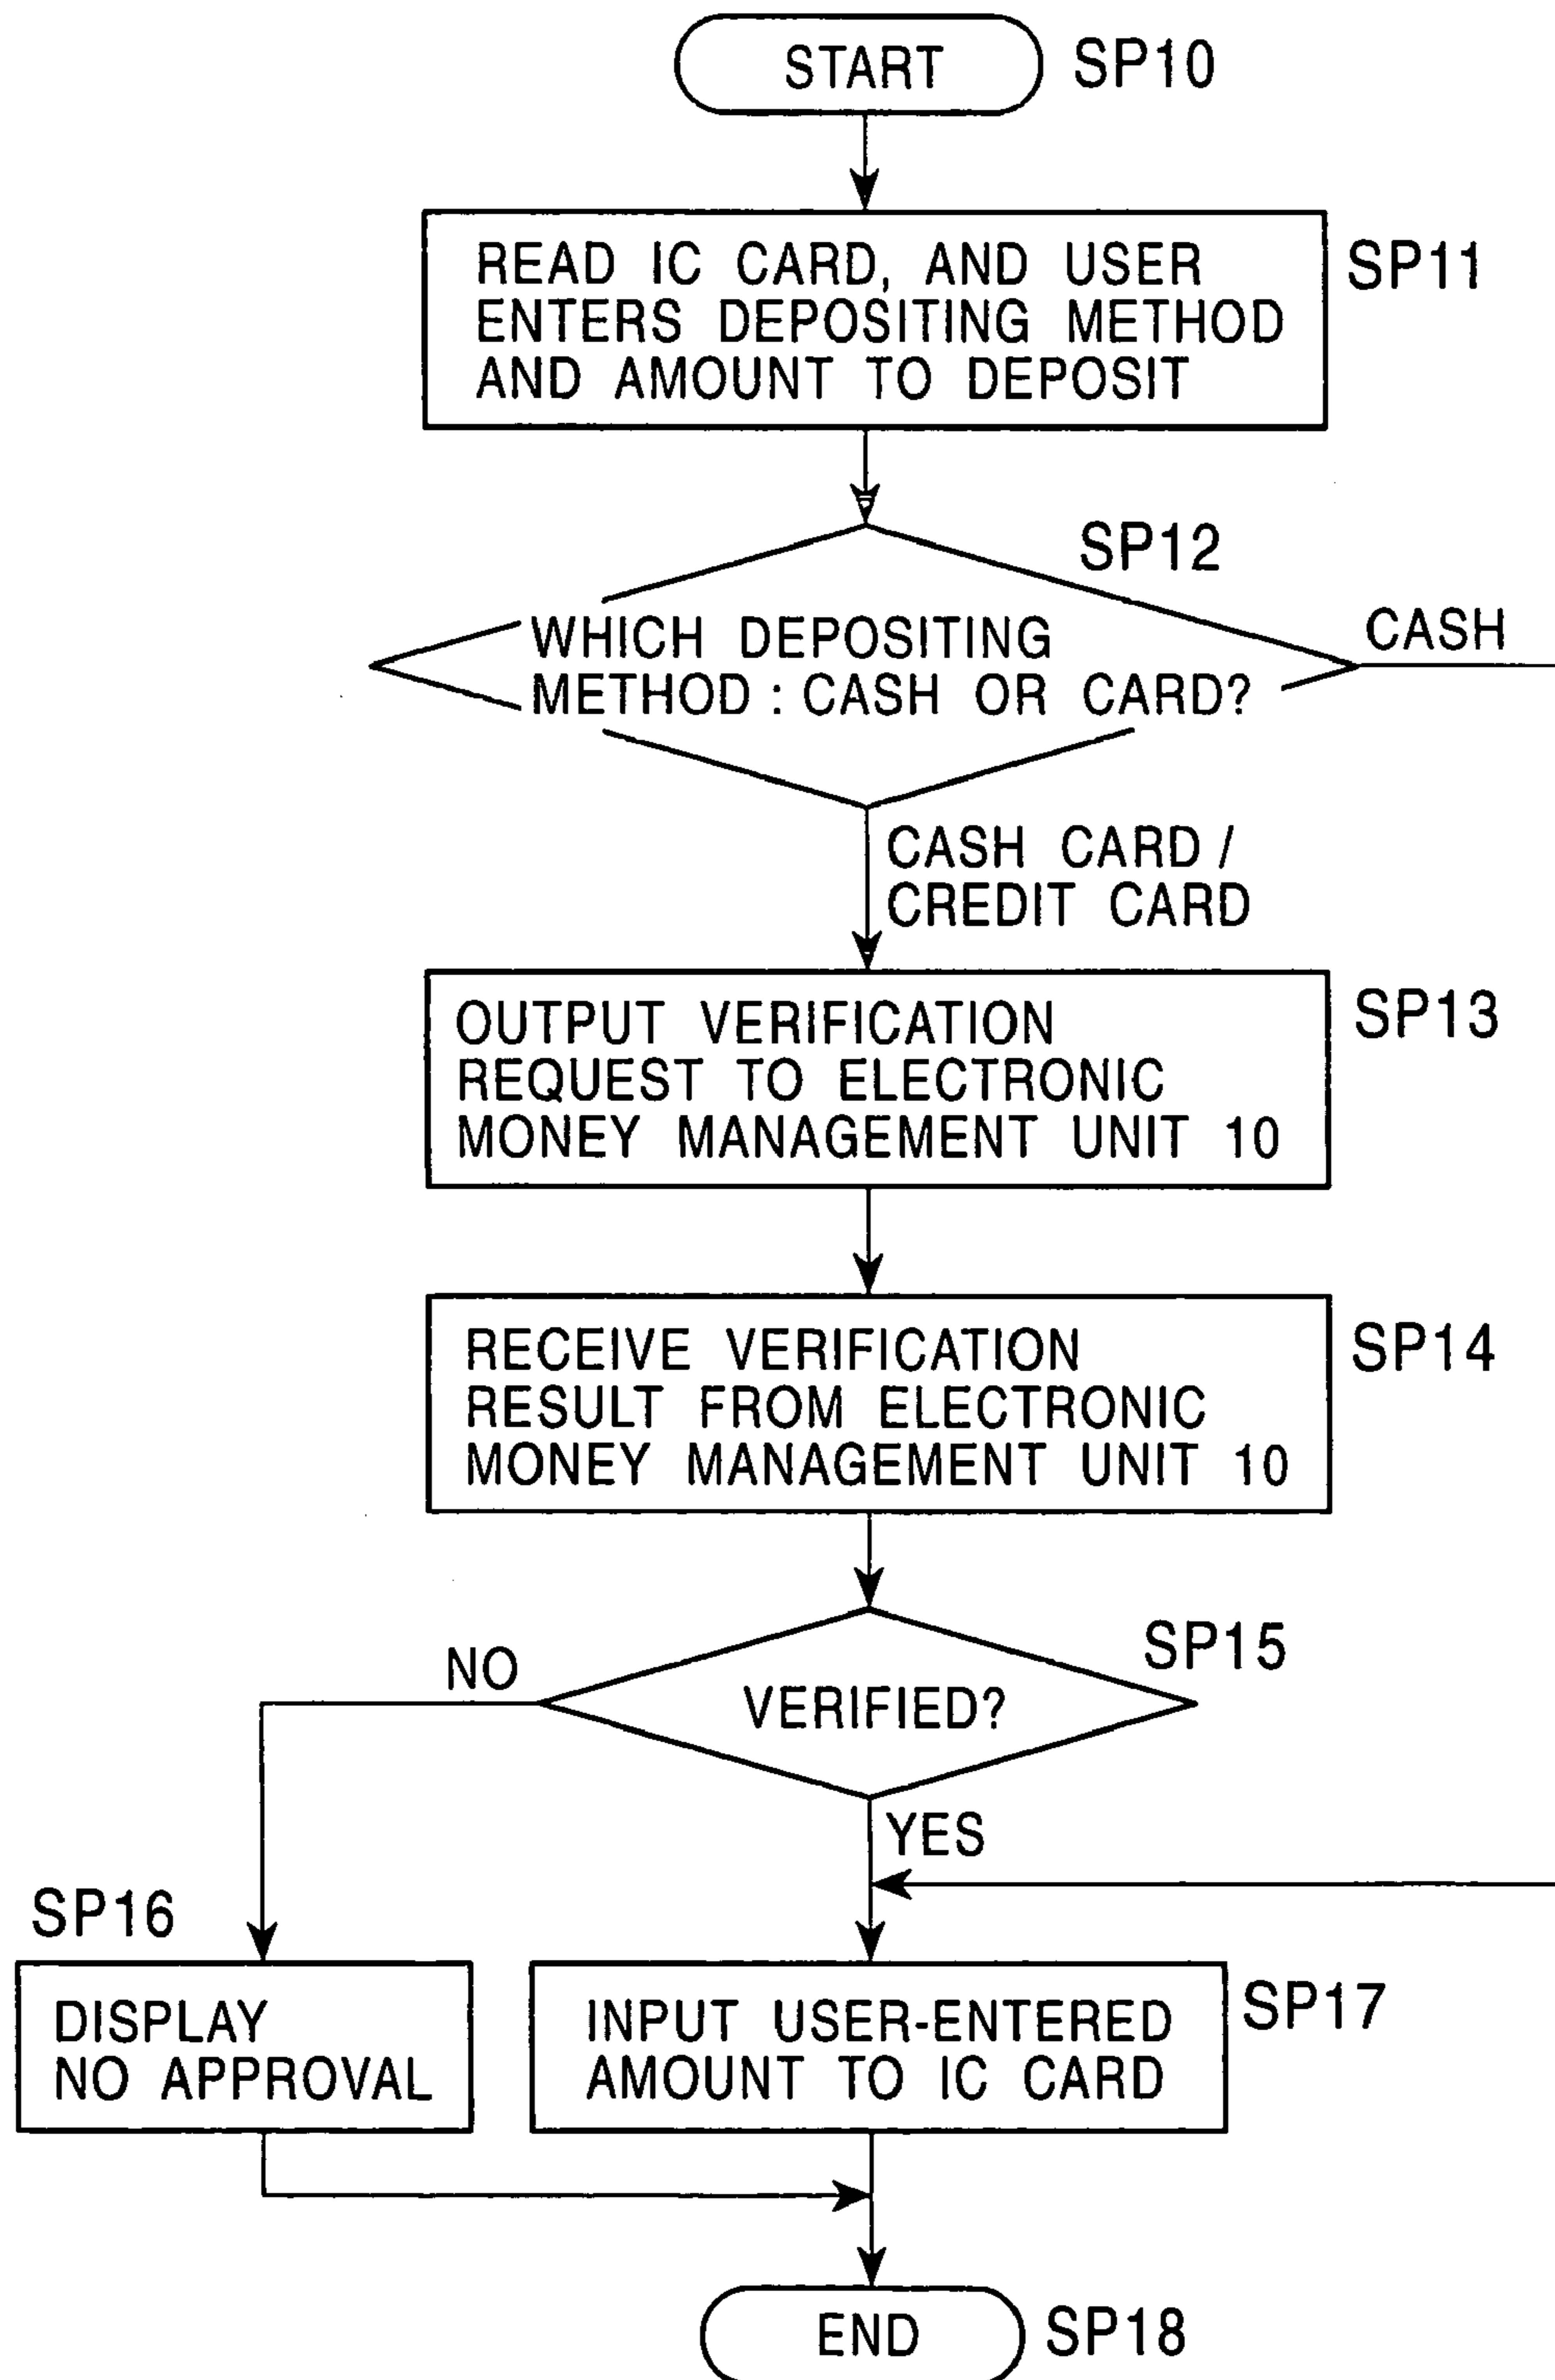 START
SP10
READ IC CARD, AND USER
ENTERS DEPOSITING METHOD
AND AMOUNT TO DEPOSIT
SP11
SP12
WHICH DEPOSITING
METHOD : CASH OR CARD?
CASH
CASH CARD /
CREDIT CARD
OUTPUT VERIFICATION
REQUEST TO ELECTRONIC
MONEY MANAGEMENT UNIT 10
SP13
RECEIVE VERIFICATION
RESULT FROM ELECTRONIC
MONEY MANAGEMENT UNIT 10
SP14
SP15
NO
VERIFIED?
YES
SP16
DISPLAY
NO APPROVAL
INPUT USER-ENTERED
AMOUNT TO IC CARD
SP17
END
SP18